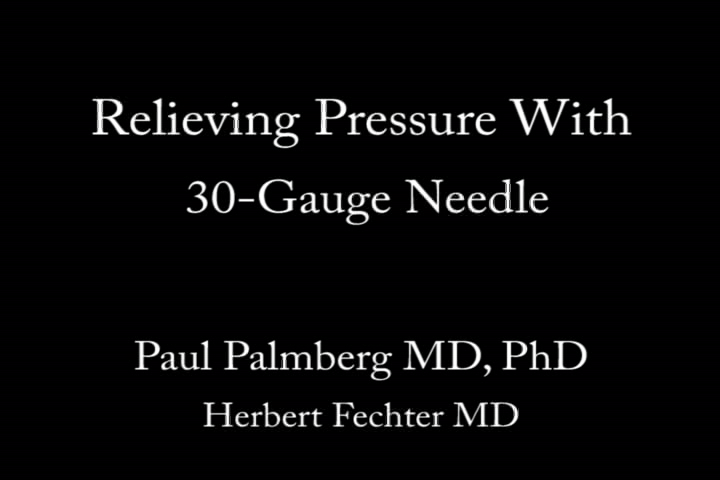 Relieving Pressure With
30-Gauge Needle
Paul Palmberg MD, PhD
Herbert Fechter MD